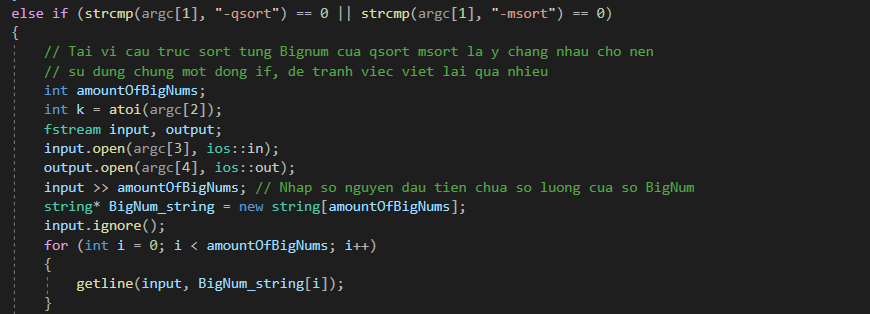 else if (strcmp(argc[1], "-qsort") == 0 || strcmp(argc[1], "-msort") == 0)
{
// Tai vi cau truc sort tung Bignum cua qsort msort la y chang nhau cho nen
// su dung chung mot dong if, de tranh viec viet lai qua nhieu
int amountOfBigNums;
int k = atoi(argc[2]);
fstream input, output;
input.open(argc[3], ios::in);
output.open(argc[4], ios::out);
input >> amountOfBigNums; // Nhap so nguyen dau tien chua so luong cua so BigNum
string* BigNum_string = new string[amountOfBigNums];
input.ignore();
for (int i = 0; i < amountOfBigNums; i++)
{
getline(input, BigNum_string[i]);
}